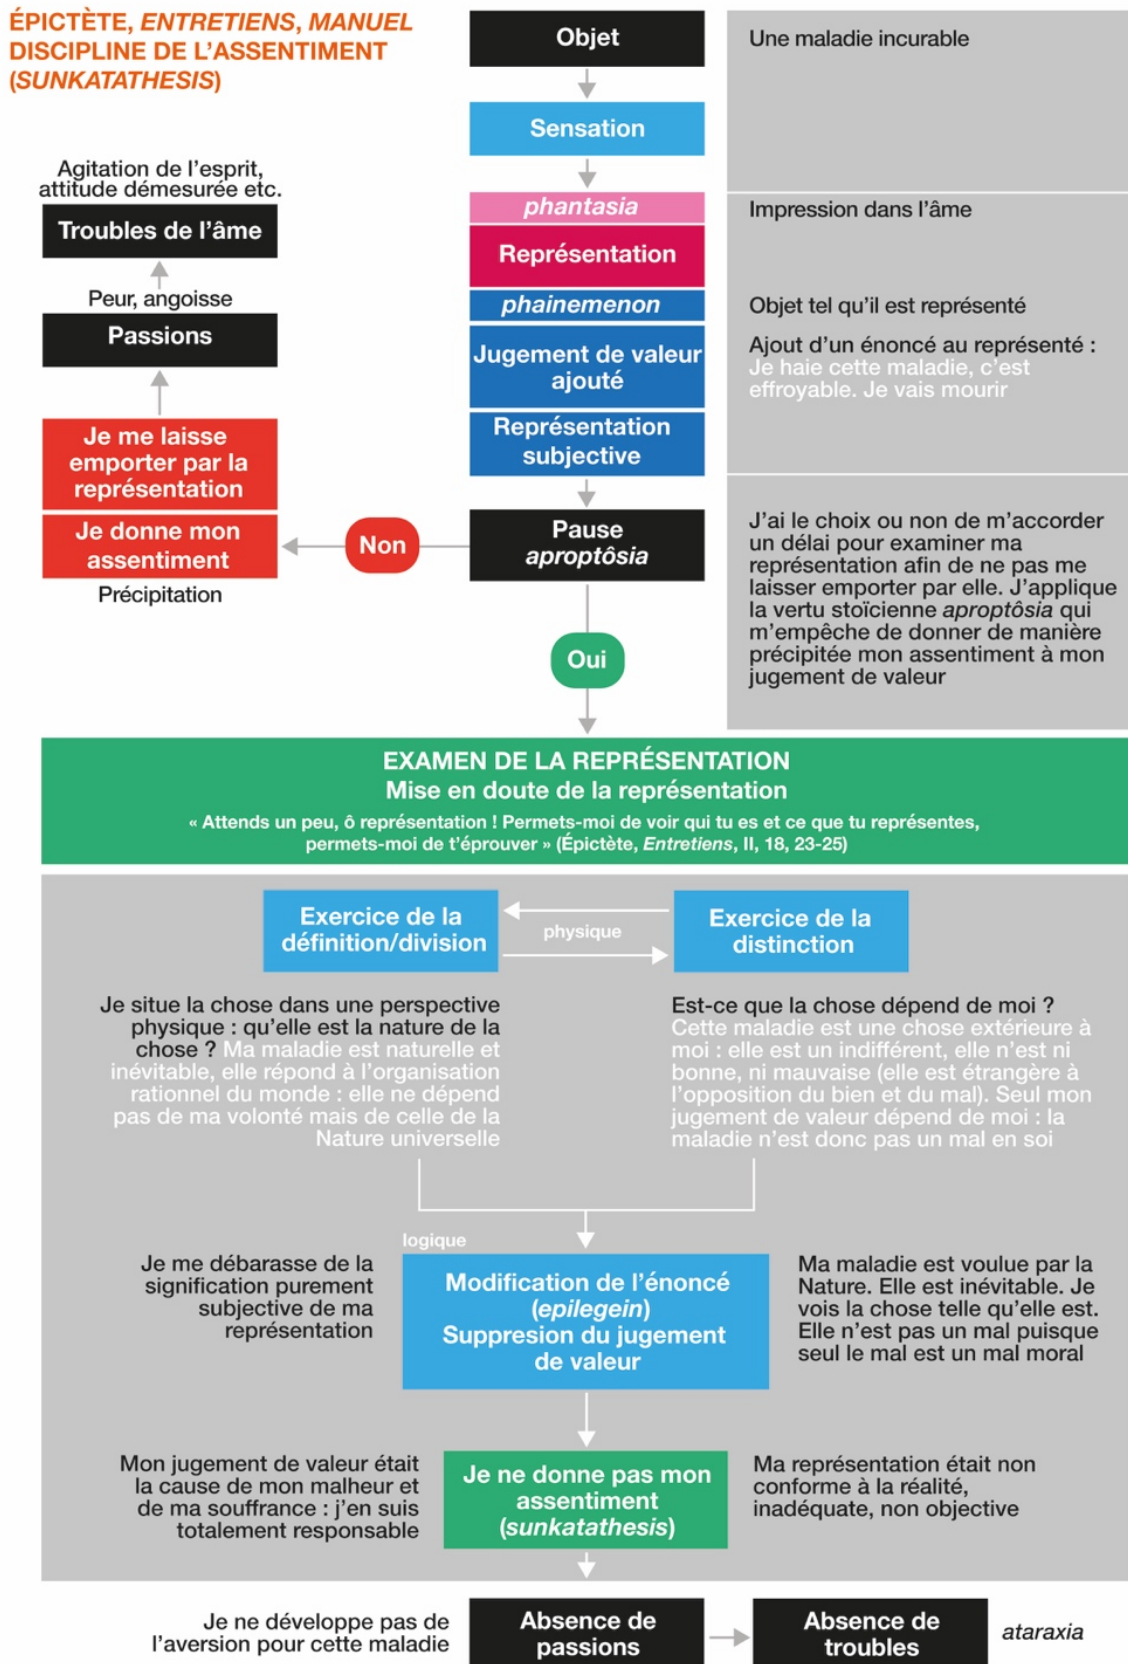 ÉPICTÈTE, ENTRETIENS, MANUEL
DISCIPLINE DE L'ASSENTIMENT
(SUNKATATHESIS)
Objet
Une maladie incurable
Sensation
phantasia
Représentation
Impression dans l'âme
phainemenon
Objet tel qu'il est représenté
Jugement de valeur
ajouté
Ajout d'un énoncé au représenté :
Je haie cette maladie, c'est
effroyable. Je vais mourir
Représentation
subjective
Agitation de l'esprit,
attitude démesurée etc.
Troubles de l'âme
Peur, angoisse
Passions
Je me laisse
emporter par la
représentation
Je donne mon
assentiment
Précipitation
Non
Pause
aproptôsia
J'ai le choix ou non de m'accorder
un délai pour examiner ma
représentation afin de ne pas me
laisser emporter par elle. J'applique
la vertu stoïcienne aproptôsia qui
m'empêche de donner de manière
précipitée mon assentiment à mon
jugement de valeur
Oui
EXAMEN DE LA REPRÉSENTATION
Mise en doute de la représentation
« Attends un peu, ô représentation ! Permets-moi de voir qui tu es et ce que tu représentes,
permets-moi de t'éprouver » (Épictète, Entretiens, II, 18, 23-25)
Exercice de la
définition/division
physique
Exercice de la
distinction
Je situe la chose dans une perspective
physique : qu'elle est la nature de la
chose ? Ma maladie est naturelle et
inévitable, elle répond à l'organisation
rationnel du monde : elle ne dépend
pas de ma volonté mais de celle de la
Nature universelle
Est-ce que la chose dépend de moi ?
Cette maladie est une chose extérieure à
moi : elle est un indifférent, elle n'est ni
bonne, ni mauvaise (elle est étrangère à
l'opposition du bien et du mal). Seul mon
jugement de valeur dépend de moi : la
maladie n'est donc pas un mal en soi
logique
Je me débarasse de la
signification purement
subjective de ma
représentation
Modification de l'énoncé
(epilegein)
Suppresion du jugement
de valeur
Ma maladie est voulue par la
Nature. Elle est inévitable. Je
vois la chose telle qu'elle est.
Elle n'est pas un mal puisque
seul le mal est un mal moral
Mon jugement de valeur était
la cause de mon malheur et
de ma souffrance : j'en suis
totalement responsable
Je ne donne pas mon
assentiment
(sunkatathesis)
Ma représentation était non
conforme à la réalité,
inadéquate, non objective
Je ne développe pas de
l'aversion pour cette maladie
Absence de
passions
Absence de
troubles
ataraxia